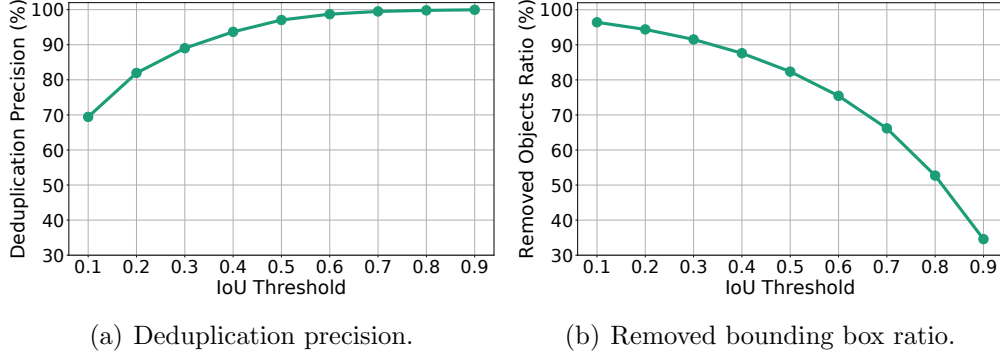 Deduplication Precision (%)
100
90
80
70
60
50
40
30
0.1 0.2 0.3 0.4 0.5 0.6 0.7 0.8 0.9
IoU Threshold
(a) Deduplication precision.
Removed Objects Ratio (%)
100
90
80
70
60
50
40
30
0.1 0.2 0.3 0.4 0.5 0.6 0.7 0.8 0.9
IoU Threshold
(b) Removed bounding box ratio.